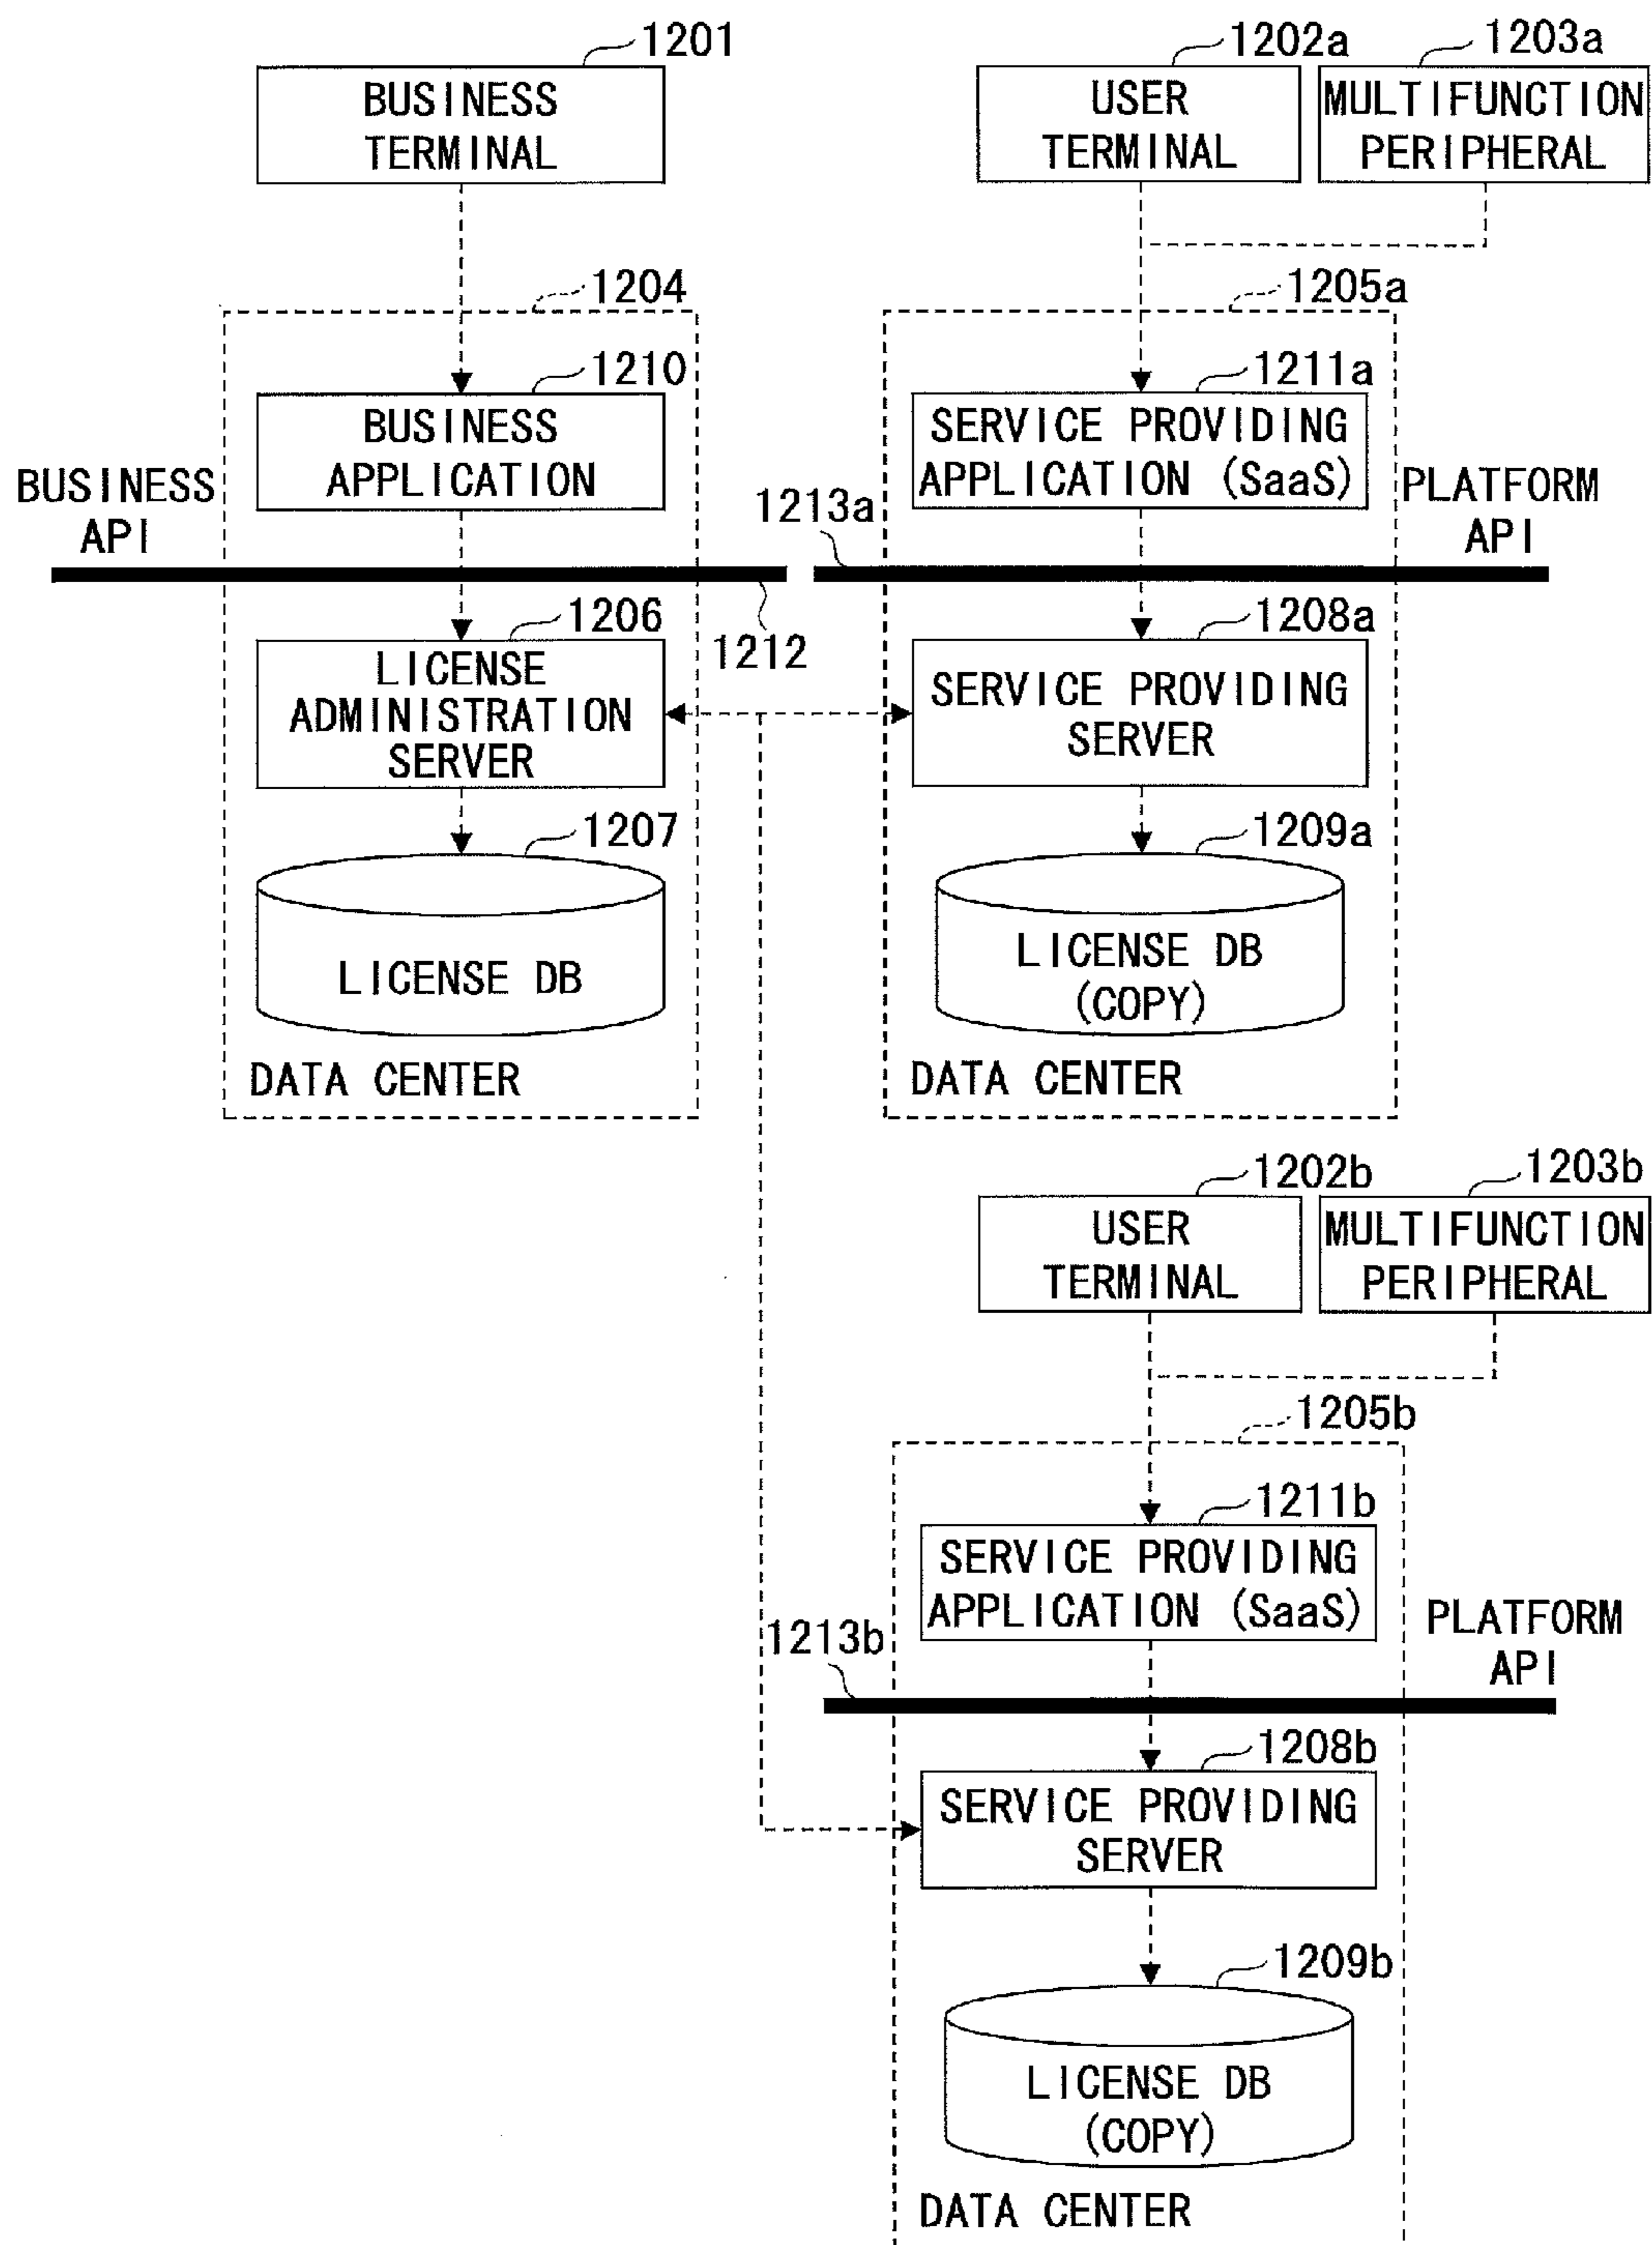 1201
BUSINESS
TERMINAL
1202a
USER
TERMINAL
1203a
MULTIFUNCTION
PERIPHERAL
1204
1210
BUSINESS
APPLICATION
BUSINESS
API
1212
1206
LICENSE
ADMINISTRATION
SERVER
1207
LICENSE DB
DATA CENTER
1205a
1211a
SERVICE PROVIDING
APPLICATION (SaaS)
PLATFORM
API
1213a
1208a
SERVICE PROVIDING
SERVER
1209a
LICENSE DB
(COPY)
DATA CENTER
1202b
USER
TERMINAL
1203b
MULTIFUNCTION
PERIPHERAL
1205b
1211b
SERVICE PROVIDING
APPLICATION (SaaS)
1213b
PLATFORM
API
1208b
SERVICE PROVIDING
SERVER
1209b
LICENSE DB
(COPY)
DATA CENTER